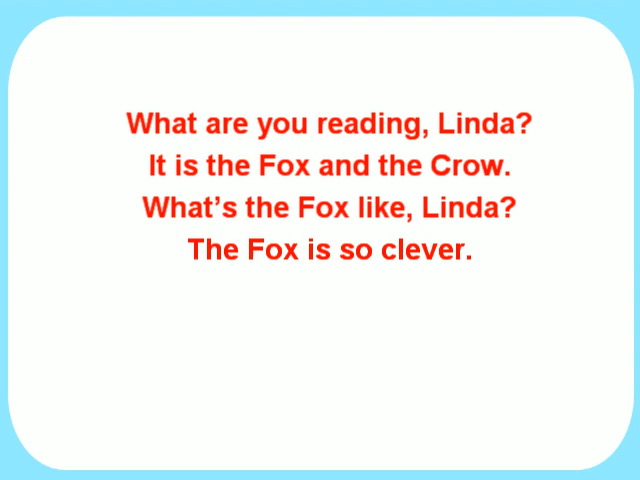 What are you reading, Linda?
It is the Fox and the Crow.
What's the Fox like, Linda?
The Fox is so clever.